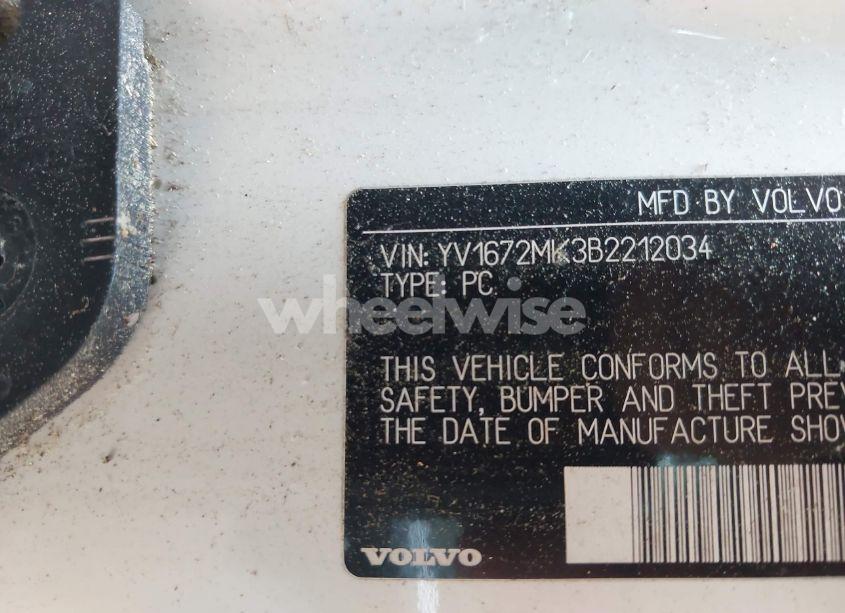 MFD BY VOLVO
VIN: YV1672MK3B2212034
TYPE: PC
wheelwise
THIS VEHICLE CONFORMS TO ALL
SAFETY, BUMPER AND THEFT PREV
THE DATE OF MANUFACTURE SHOW
VOLVO